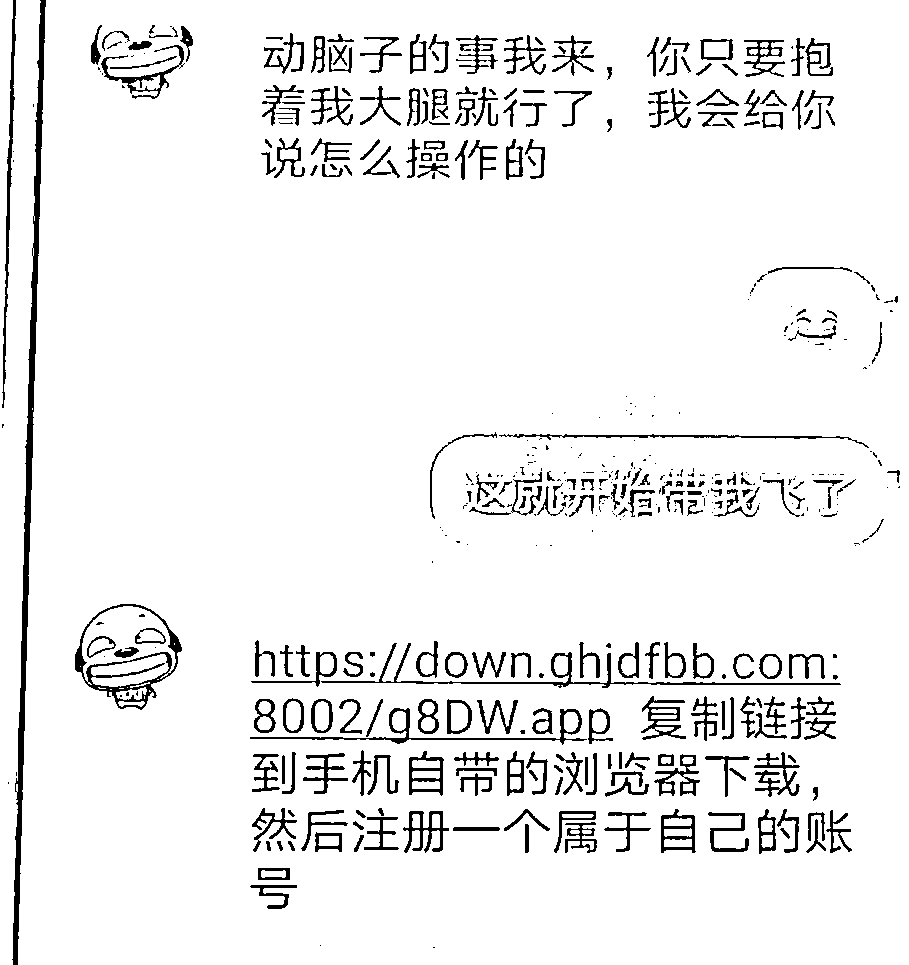 动脑子的事我来，你只要抱
着我大腿就行了，我会给你
说怎么操作的
这就开始带我飞了
https://down.ghjdfbb.com:
8002/g8DW.app 复制链接
到手机自带的浏览器下载，
然后注册一个属于自己的账
号